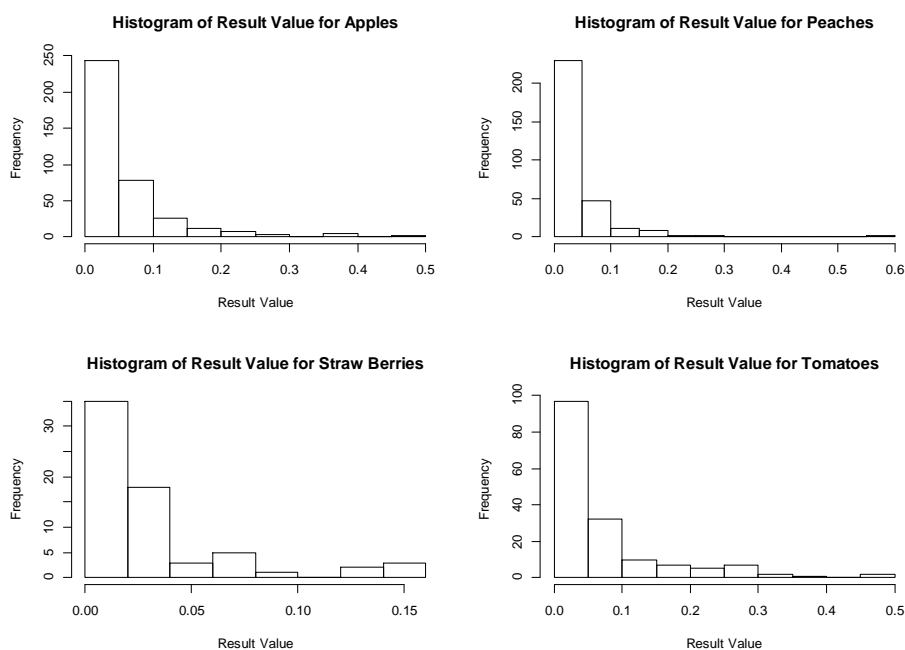 Histogram of Result Value for Apples
Frequency
0
50
100
150
200
250
0.0 0.1 0.2 0.3 0.4 0.5
Result Value
Histogram of Result Value for Peaches
Frequency
0
50
100
150
200
0.0 0.1 0.2 0.3 0.4 0.5 0.6
Result Value
Histogram of Result Value for Straw Berries
Frequency
0
5
10
20
30
0.00 0.05 0.10 0.15
Result Value
Histogram of Result Value for Tomatoes
Frequency
0
20
40
60
80
100
0.0 0.1 0.2 0.3 0.4 0.5
Result Value